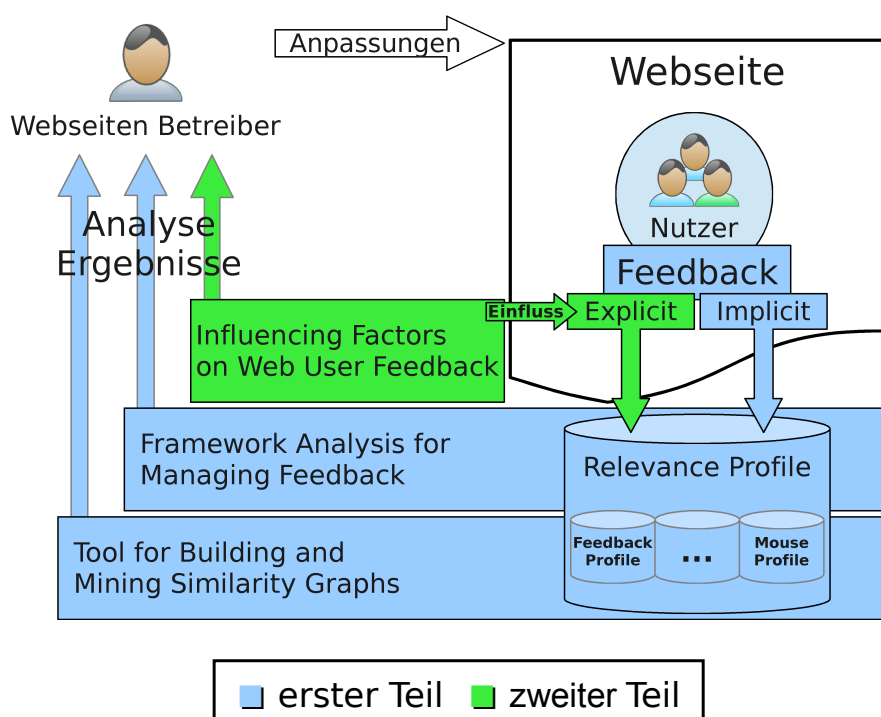 Anpassungen
Webseite
Webseiten Betreiber
Nutzer
Analyse
Ergebnisse
Feedback
Einfluss
Explicit
Implicit
Influencing Factors
on Web User Feedback
Framework Analysis for
Managing Feedback
Relevance Profile
Feedback
Profile
...
Mouse
Profile
Tool for Building and
Mining Similarity Graphs
erster Teil
zweiter Teil